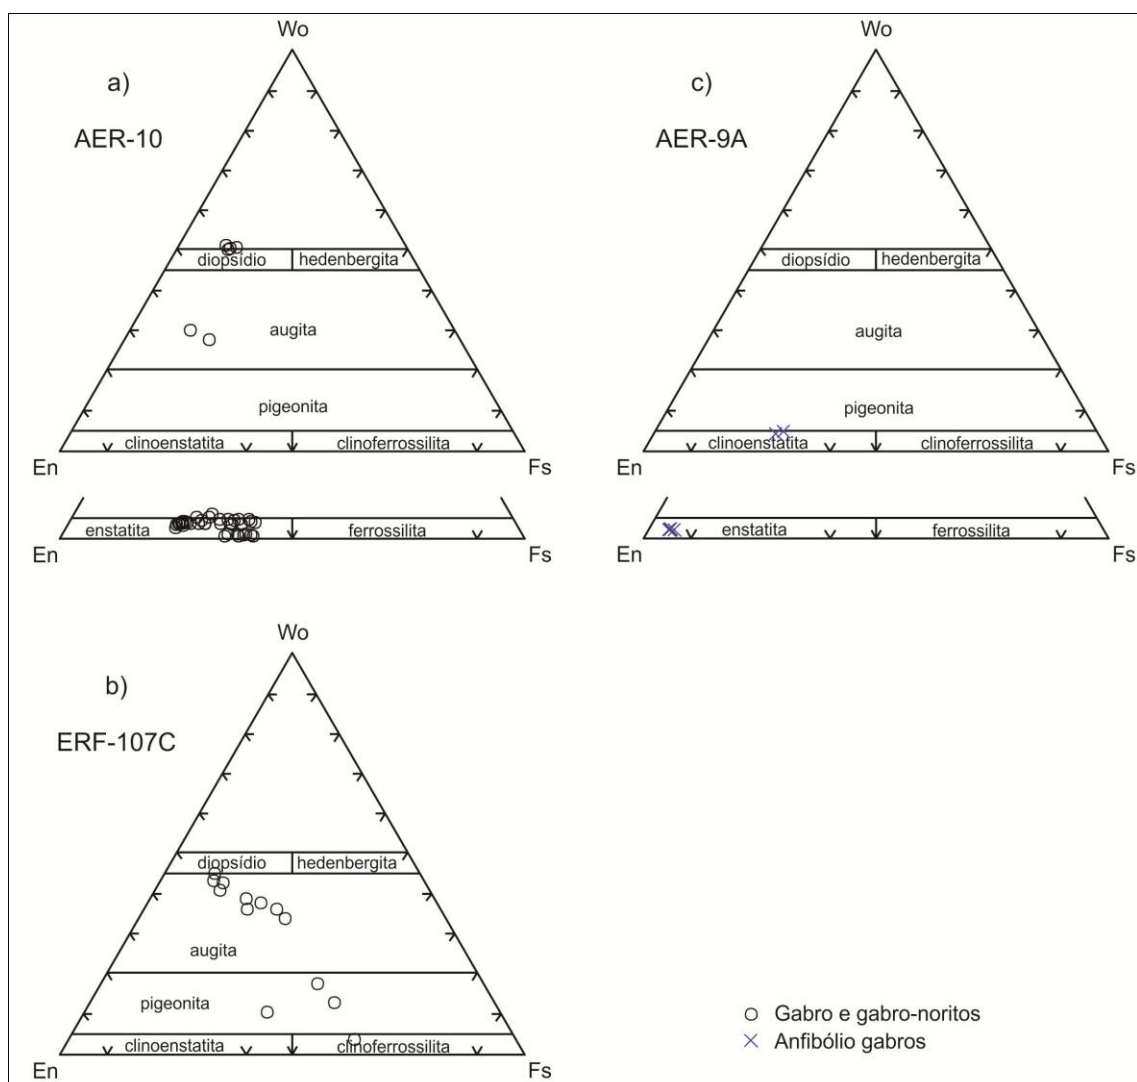 Wo
a)
AER-10
diopsídio hedenbergita
augita
pigeonita
clinoenstatita clinoferrossilita
En Fs
enstatita ferrossilita
En Fs
Wo
c)
AER-9A
diopsídio hedenbergita
augita
pigeonita
clinoenstatita clinoferrossilita
En Fs
enstatita ferrossilita
En Fs
Wo
b)
ERF-107C
diopsídio hedenbergita
augita
pigeonita
clinoenstatita clinoferrossilita
En Fs
Gabro e gabro-noritos
Anfibólio gabros